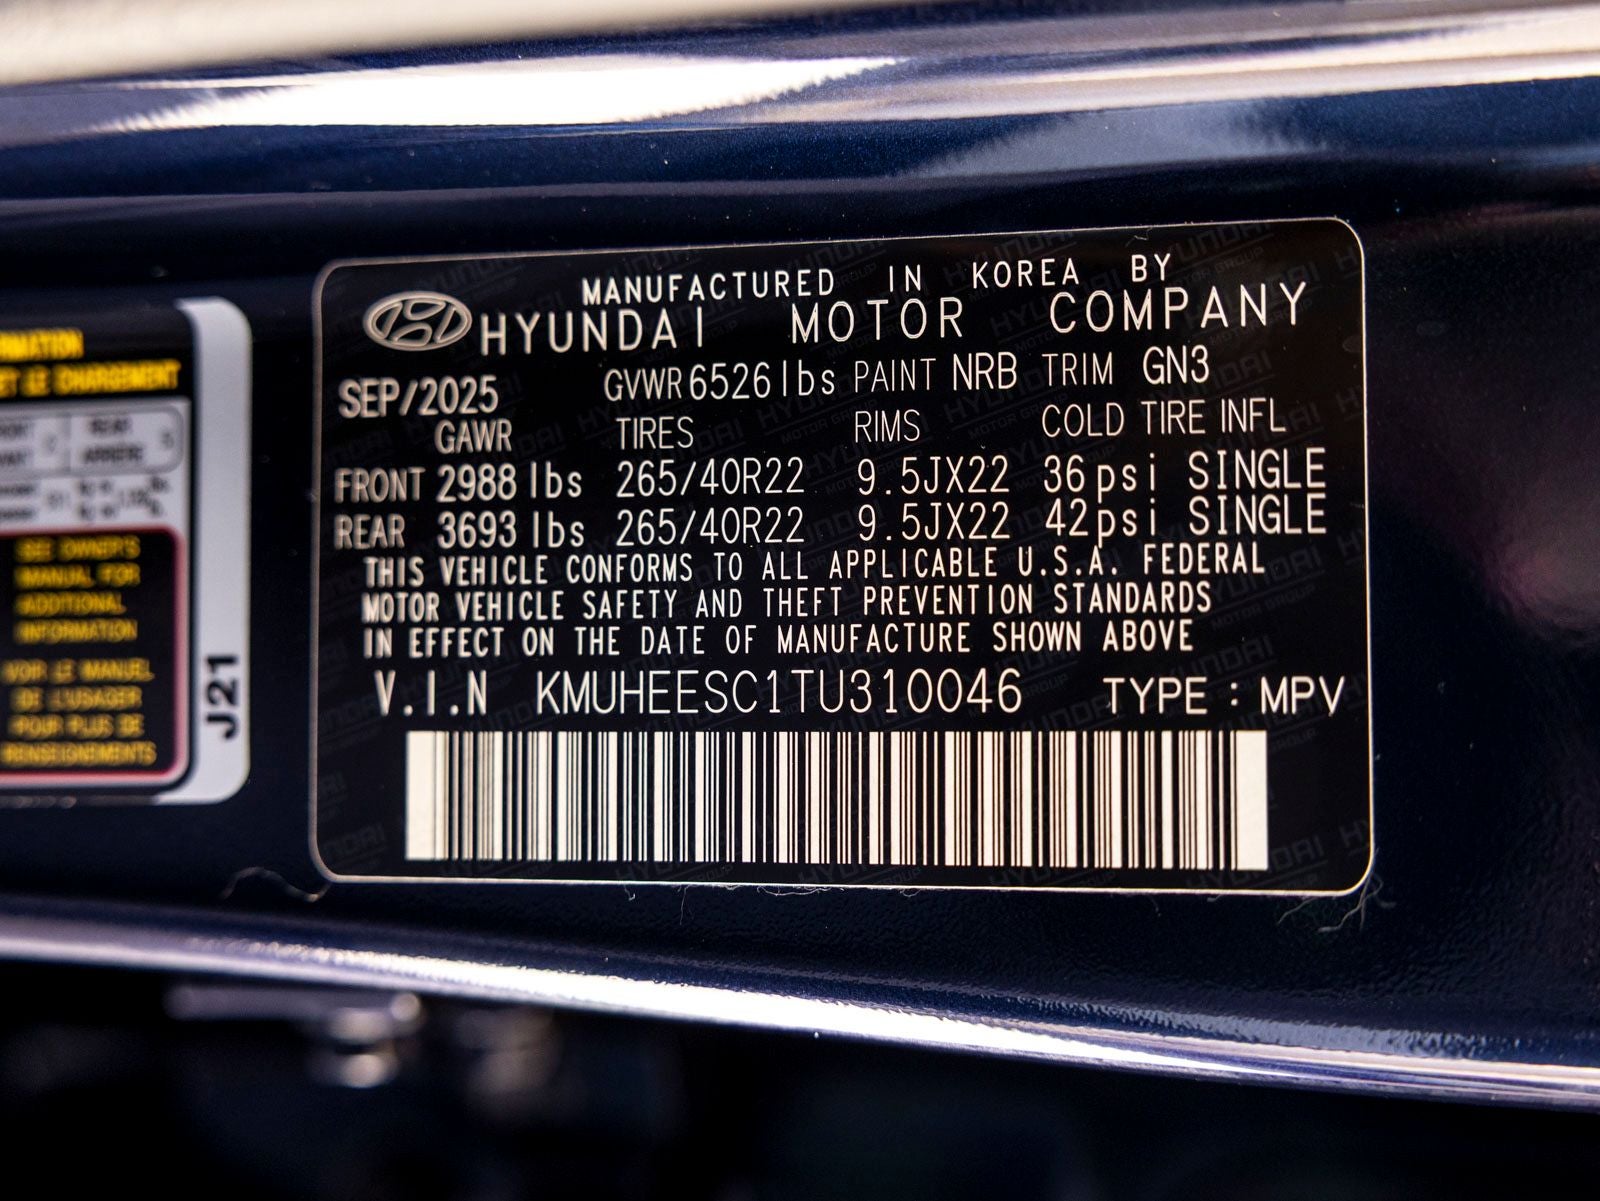 MANUFACTURED IN KOREA BY
HYUNDAI MOTOR COMPANY
SEP/2025 GVWR 6526 lbs PAINT NRB TRIM GN3
GAWR TIRES RIMS COLD TIRE INFL
FRONT 2988 lbs 265/40R22 9.5JX22 36psi SINGLE
REAR 3693 lbs 265/40R22 9.5JX22 42psi SINGLE
THIS VEHICLE CONFORMS TO ALL APPLICABLE U.S.A. FEDERAL
MOTOR VEHICLE SAFETY AND THEFT PREVENTION STANDARDS
IN EFFECT ON THE DATE OF MANUFACTURE SHOWN ABOVE
V.I.N KMUHEESC1TU310046 TYPE : MPV
LE CHARGEMENT
REAR
ARRIÈRE
SEE OWNER'S
MANUAL FOR
ADDITIONAL
INFORMATION
VOIR LE MANUEL
DE L'USAGER
POUR PLUS DE
RENSEIGNEMENTS
J21